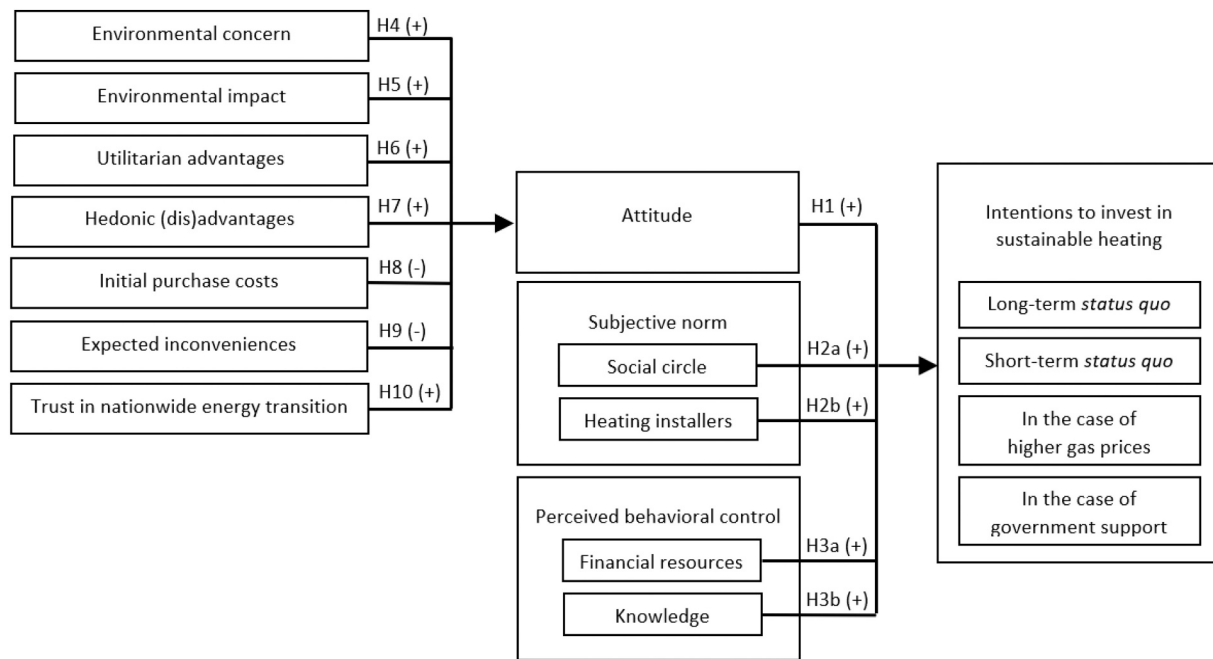 Environmental concern
H4 (+)
Environmental impact
H5 (+)
Utilitarian advantages
H6 (+)
Hedonic (dis)advantages
H7 (+)
Initial purchase costs
H8 (-)
Expected inconveniences
H9 (-)
Trust in nationwide energy transition
H10 (+)
Attitude
H1 (+)
Subjective norm
Social circle
H2a (+)
Heating installers
H2b (+)
Perceived behavioral control
Financial resources
H3a (+)
Knowledge
H3b (+)
Intentions to invest in
sustainable heating
Long-term status quo
Short-term status quo
In the case of
higher gas prices
In the case of
government support